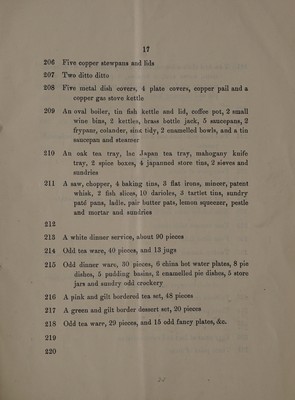 17
206 Five copper stewpans and lids
207 Two ditto ditto
208 Five metal dish covers, 4 plate covers, copper pail and a
copper gas stove kettle
209 An oval boiler, tin fish kettle and lid, coffee pot, 2 small
wine bins, 2 kettles, brass bottle jack, 5 saucepans, 2
frypans, colander, sink tidy, 2 enamelled bowls, and a tin
saucepan and steamer
210 An oak tea tray, lac Japan tea tray, mahogany knife
tray, 2 spice boxes, 4 japanned store tins, 2 sieves and
sundries
211 A saw, chopper, 4 baking tins, 3 flat irons, mincer, patent
whisk, 2 fish slices, 10 darioles, 3 tartlet tins, sundry
paté pans, ladle, pair butter pats, lemon squeezer, pestle
and mortar and sundries
212
213 A white dinner service, about 90 pieces
214 Odd tea ware, 40 pieces, and 13 jugs
215 Odd dinner ware, 30 pieces, 6 china hot water plates, 8 pie
dishes, 5 pudding basins, 2 enamelled pie dishes, 5 store
jars and sundry odd crockery
216 A pink and gilt bordered tea set, 48 pieces
217 A green and gilt border dessert set, 20 pieces
218 Odd tea ware, 29 pieces, and 15 odd fancy plates, &c.
219
220